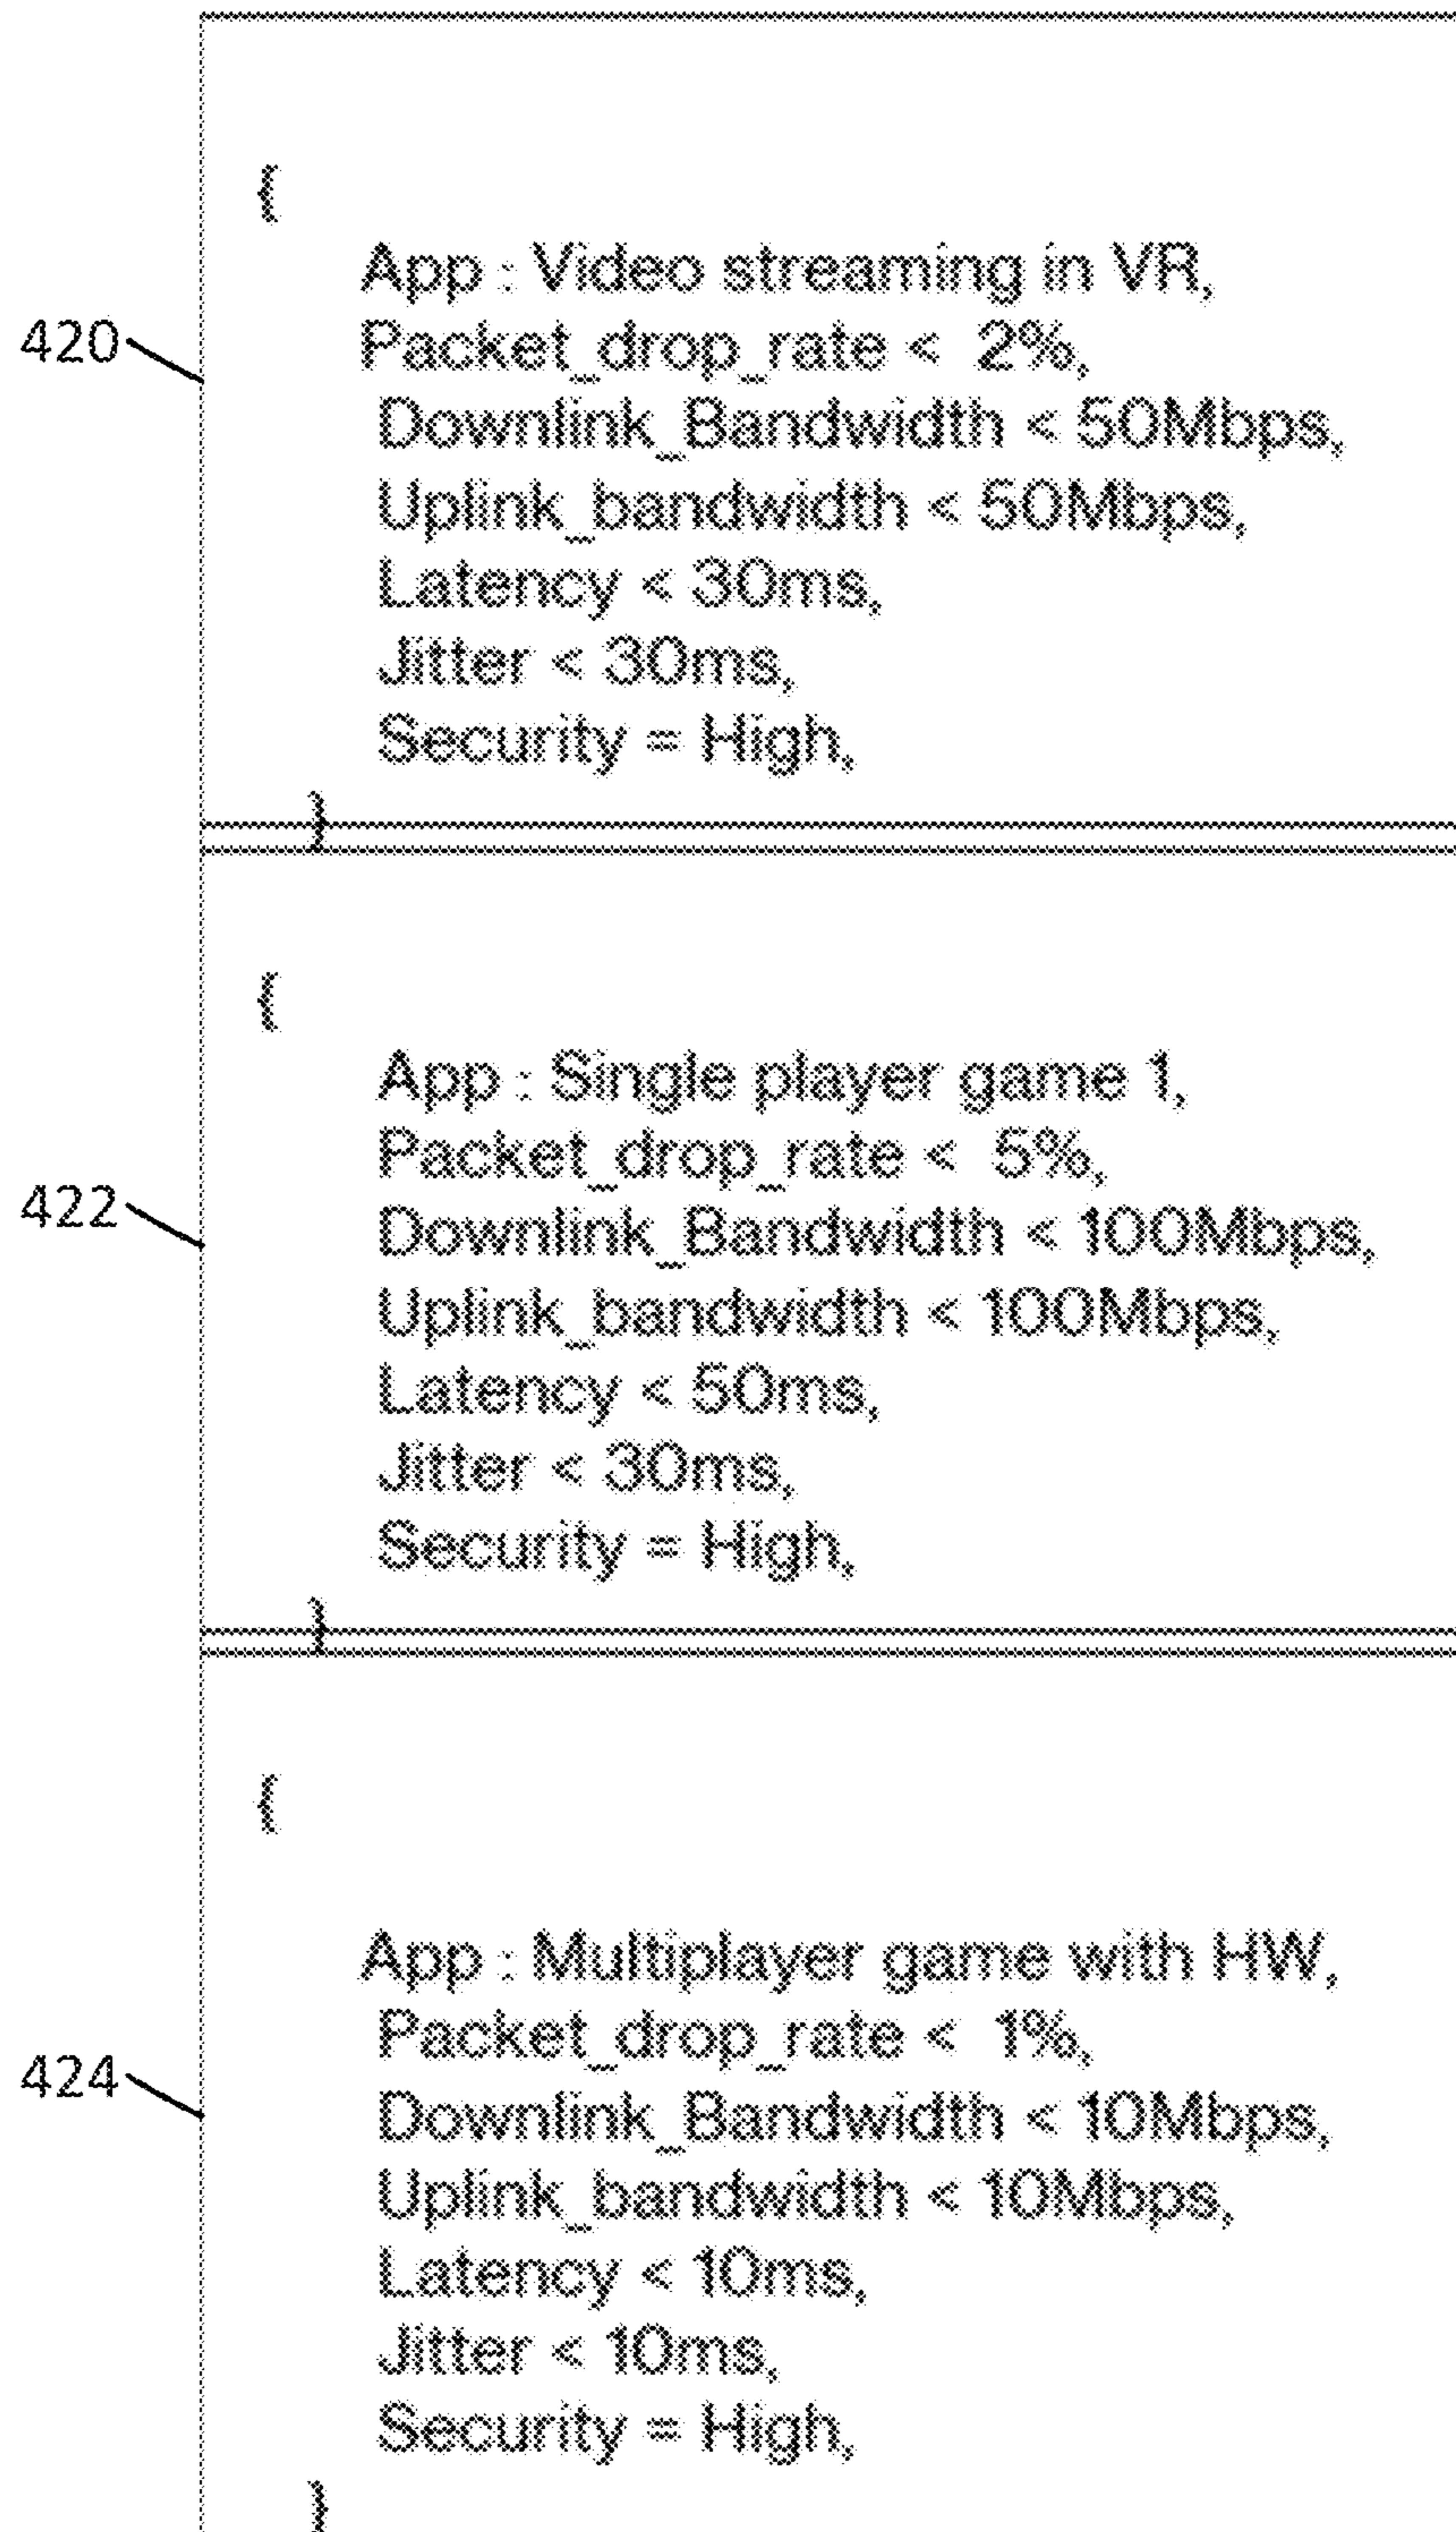 {
App : Video streaming in VR,
420
Packet_drop_rate < 2%,
Downlink_Bandwidth < 50Mbps,
Uplink_bandwidth < 50Mbps,
Latency < 30ms,
Jitter < 30ms,
Security = High,
}
{
App : Single player game 1,
Packet_drop_rate < 5%,
422
Downlink_Bandwidth < 100Mbps,
Uplink_bandwidth < 100Mbps,
Latency < 50ms,
Jitter < 30ms,
Security = High,
}
{
App : Multiplayer game with HW,
Packet_drop_rate < 1%,
424
Downlink_Bandwidth < 10Mbps,
Uplink_bandwidth < 10Mbps,
Latency < 10ms,
Jitter < 10ms,
Security = High,
}